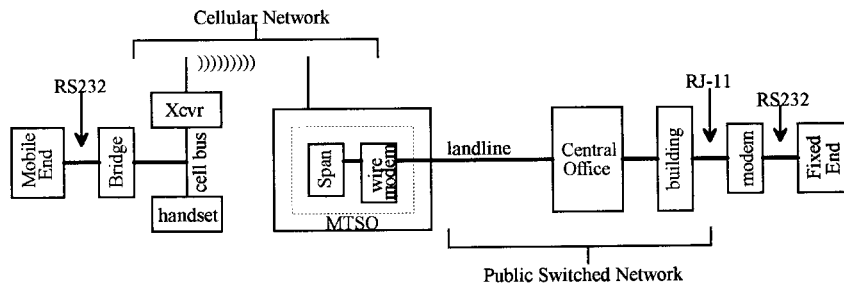 Cellular Network
RS232
Xcvr
Mobile
End
Bridge
cell bus
handset
Span
wire
modem
MTSO
landline
Central
Office
building
RJ-11
modem
RS232
Fixed
End
Public Switched Network